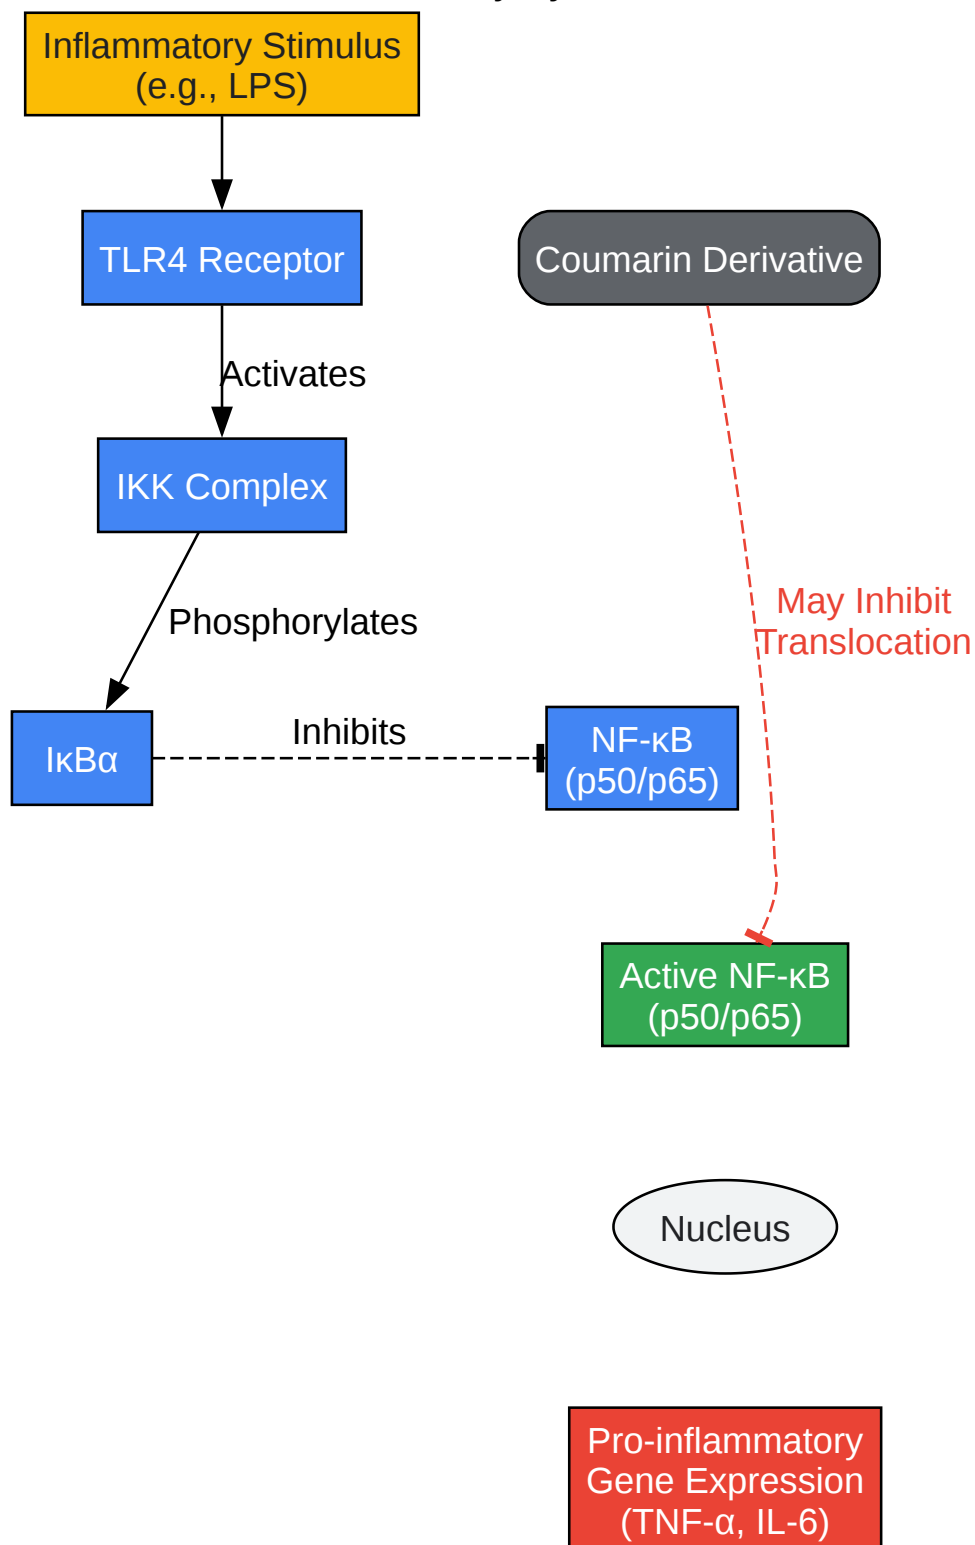 Inflammatory Stimulus
(e.g., LPS)
TLR4 Receptor
Coumarin Derivative
Activates
IKK Complex
May Inhibit
Translocation
Phosphorylates
Inhibits
IκBα
NF-κB
(p50/p65)
Active NF-κB
(p50/p65)
Nucleus
Pro-inflammatory
Gene Expression
(TNF-α, IL-6)